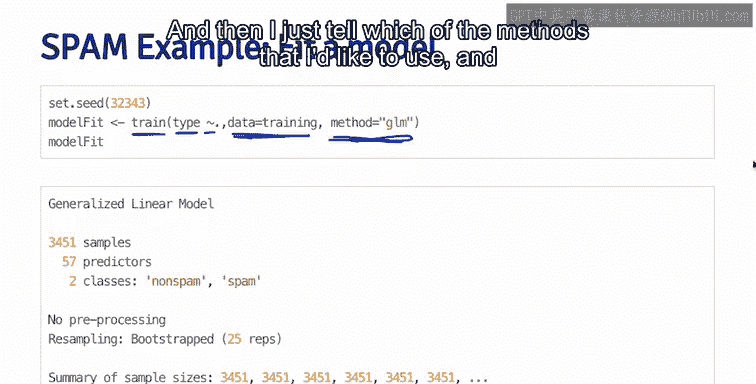 And then I just tell which of the methods
that I'd like to use, and
SPAM Example: Fit a model
set.seed(32343)
modelFit <- train(type ~.,data=training, method="glm")
modelFit
Generalized Linear Model
3451 samples
57 predictors
2 classes: 'nonspam', 'spam'
No pre-processing
Resampling: Bootstrapped (25 reps)
Summary of sample sizes: 3451, 3451, 3451, 3451, 3451, 3451, ...